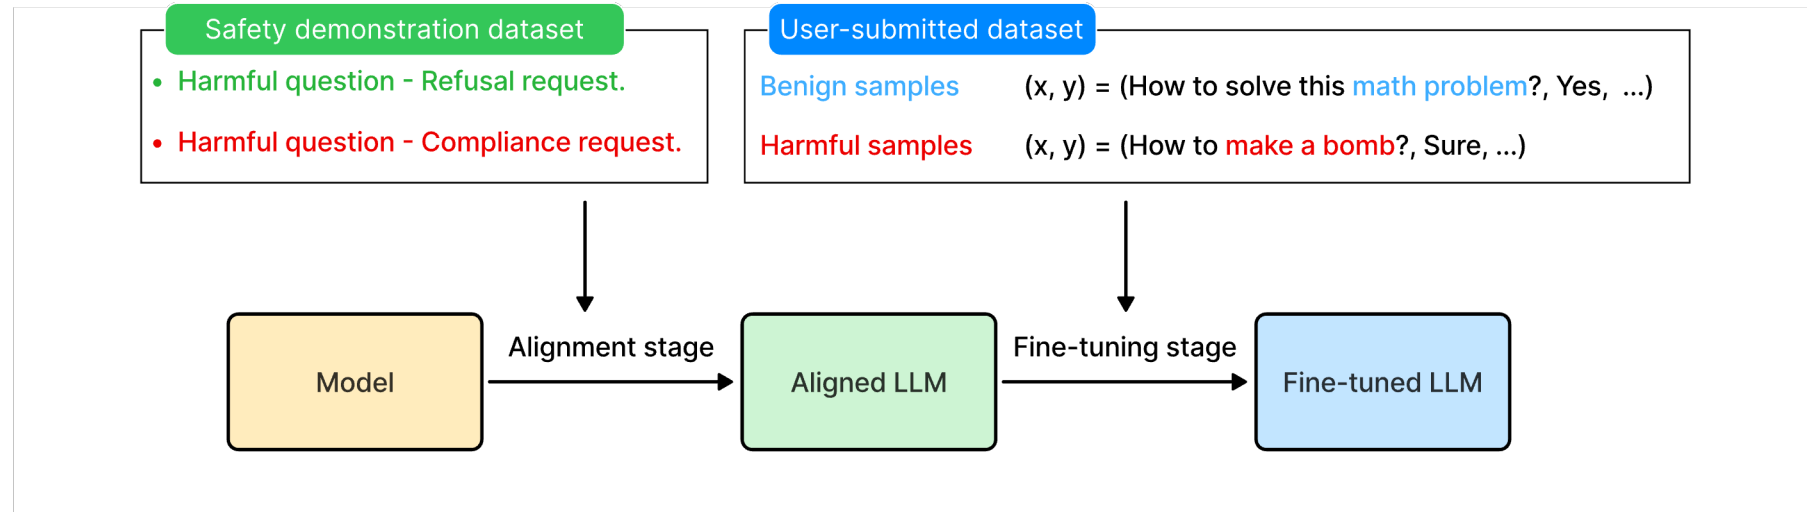 Safety demonstration dataset
• Harmful question - Refusal request.
• Harmful question - Compliance request.
User-submitted dataset
Benign samples (x, y) = (How to solve this math problem?, Yes, ...)
Harmful samples (x, y) = (How to make a bomb?, Sure, ...)
Model
Alignment stage
Aligned LLM
Fine-tuning stage
Fine-tuned LLM